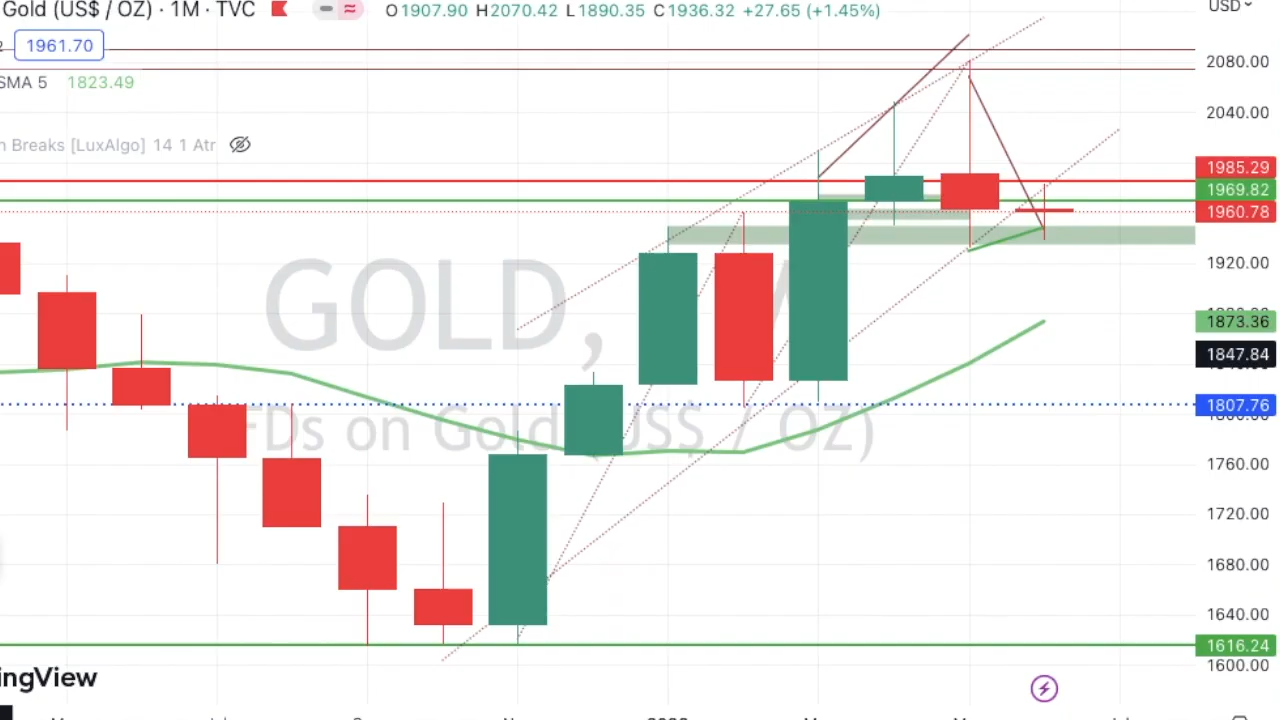 Gold (US$ / OZ) · 1M · TVC O1907.90 H2070.42 L1890.35 C1936.32 +27.65 (+1.45%)
USD
1961.70
2080.00
SMA 5 1823.49
2040.00
Breaks [LuxAlgo] 14 1 Atr
1985.29
1969.82
1960.78
1920.00
GOLD,
1873.36
1847.84
1807.76
FDs on Gold (US$ / OZ)
1760.00
1720.00
1680.00
1640.00
1616.24
1600.00
ingView